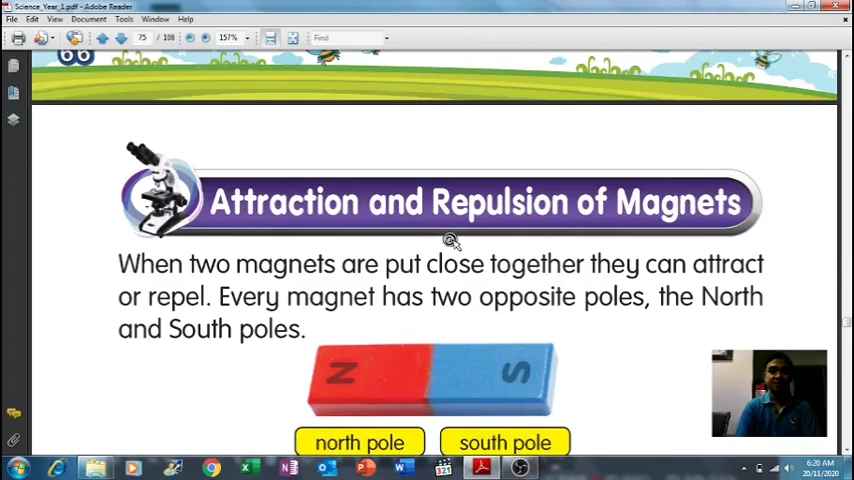 Science_Year_1.pdf - Adobe Reader
File Edit View Document Tools Window Help
75 / 108 157% Find
66
Attraction and Repulsion of Magnets
When two magnets are put close together they can attract
or repel. Every magnet has two opposite poles, the North
and South poles.
N S
north pole south pole
321
6:20 AM
20/11/2020